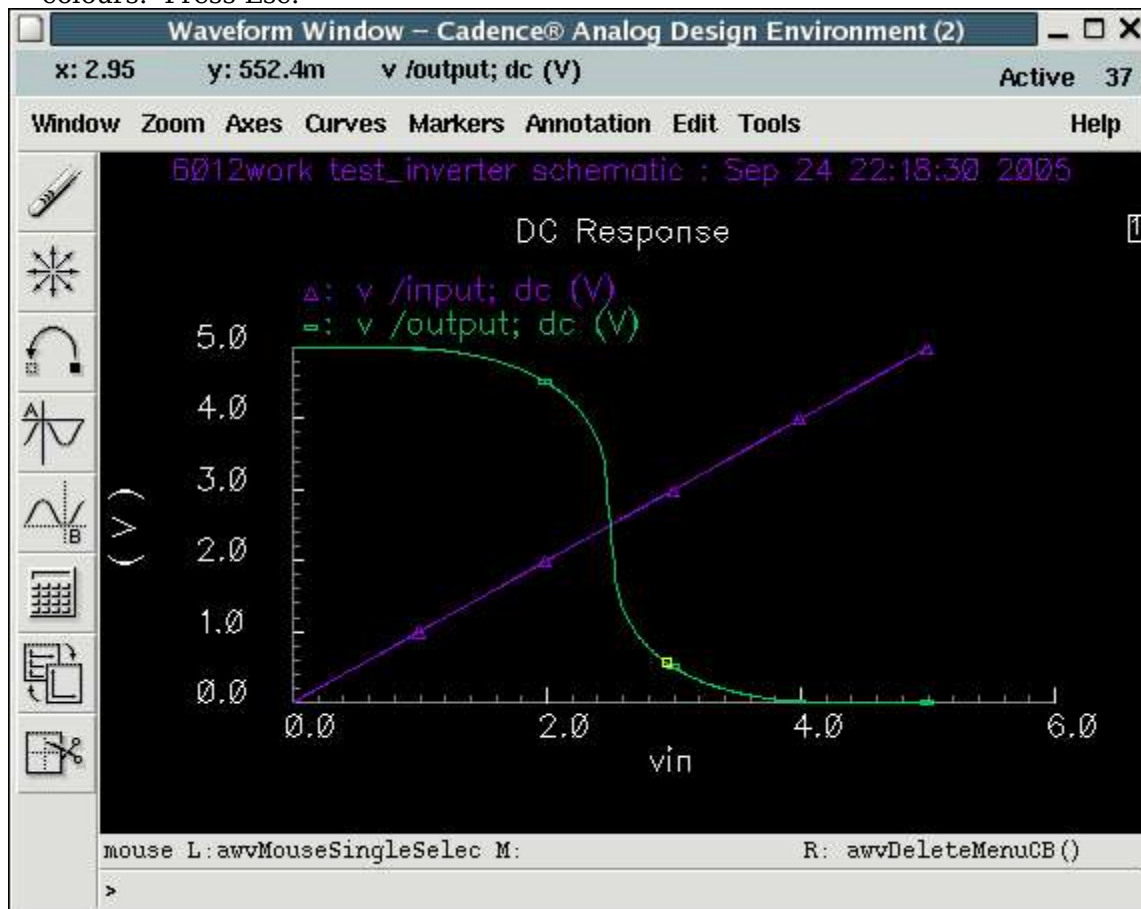 colours. Press Esc.
Waveform Window – Cadence® Analog Design Environment (2)
x: 2.95 y: 552.4m v /output; dc (V) Active 37
Window Zoom Axes Curves Markers Annotation Edit Tools Help
6012work test_inverter schematic : Sep 24 22:18:30 2005
DC Response
1
v /input; dc (V)
v /output; dc (V)
5.0
4.0
3.0
2.0
1.0
0.0
(V)
0.0 2.0 4.0 6.0
vin
A
B
mouse L:awvMouseSingleSelec M: R: awvDeleteMenuCB()
>